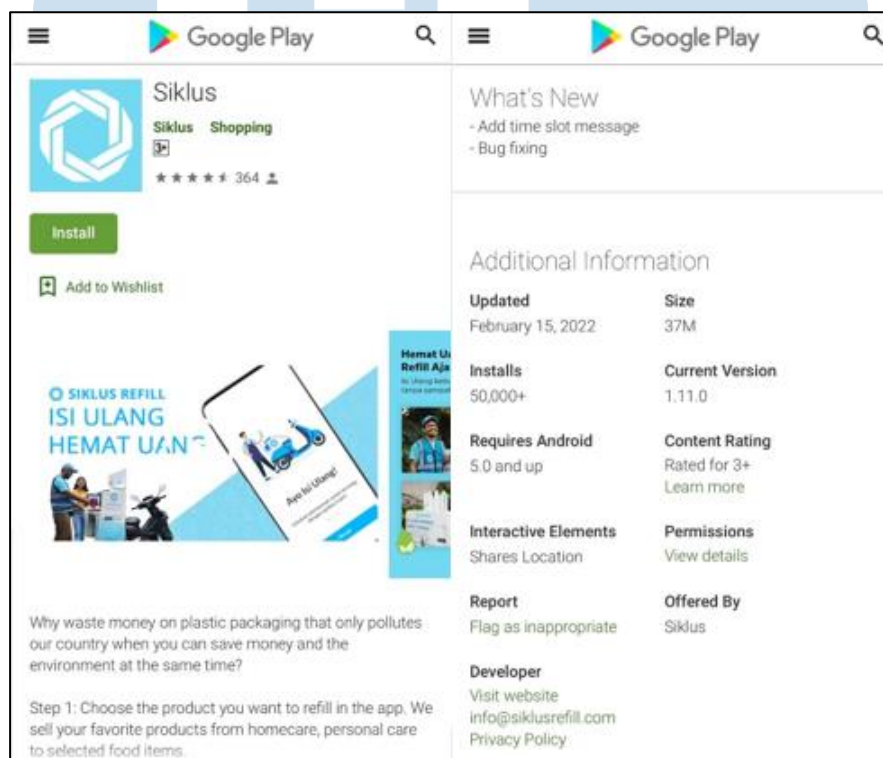 Google Play
Siklus
Siklus Shopping
3+
364
Install
Add to Wishlist
SIKLUS REFILL
ISI ULANG
HEMAT UANG
Ayo Isi Ulang!
Hemat Ua
Refill Aja
Why waste money on plastic packaging that only pollutes
our country when you can save money and the
environment at the same time?
Step 1: Choose the product you want to refill in the app. We
sell your favorite products from homecare, personal care
to selected food items.
Google Play
What's New
- Add time slot message
- Bug fixing
Additional Information
Updated
February 15, 2022
Size
37M
Installs
50,000+
Current Version
1.11.0
Requires Android
5.0 and up
Content Rating
Rated for 3+
Learn more
Interactive Elements
Shares Location
Permissions
View details
Report
Flag as inappropriate
Offered By
Siklus
Developer
Visit website
info@siklusrefill.com
Privacy Policy